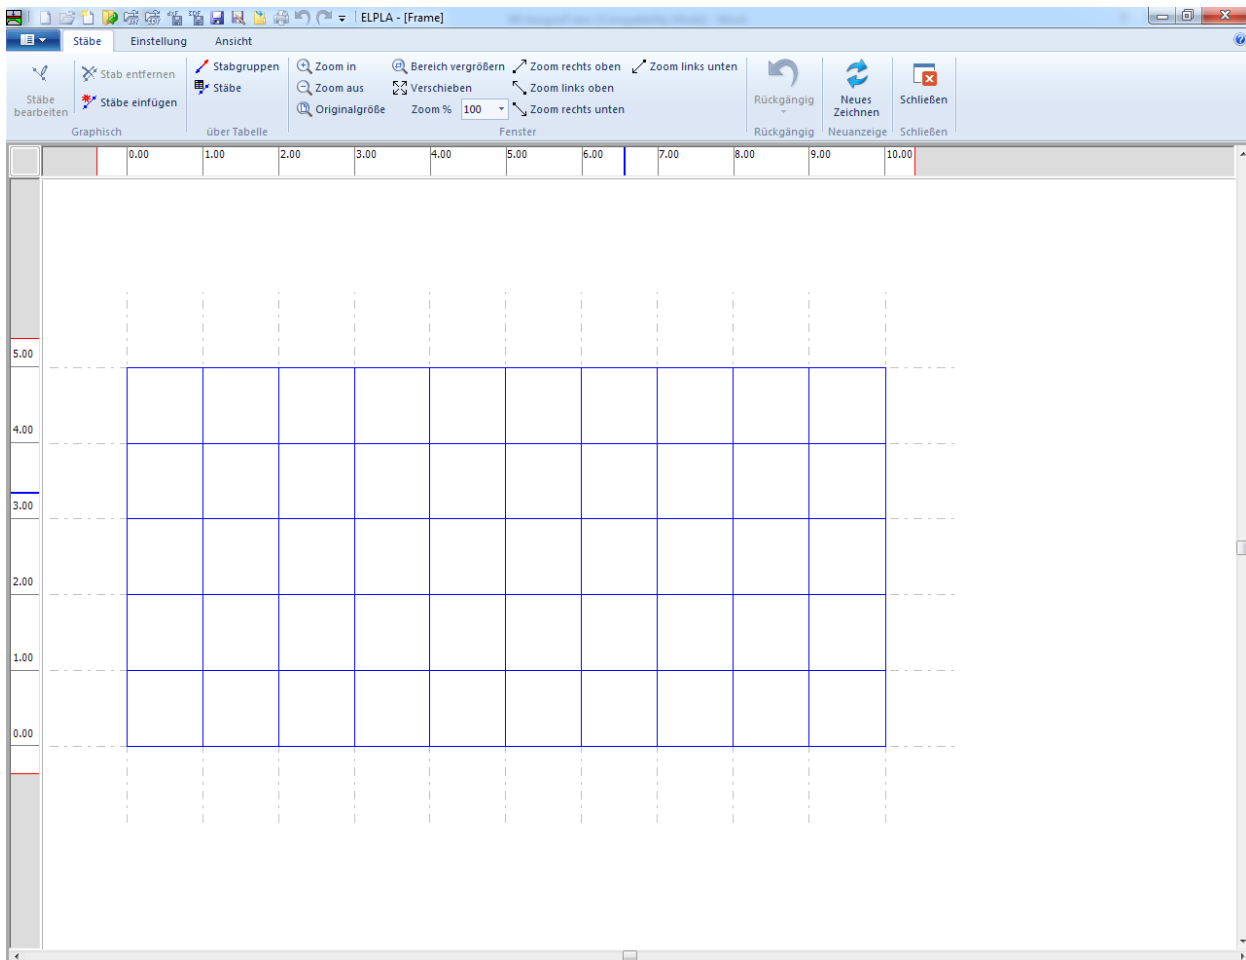 ELPLA - [Frame]
Stäbe Einstellung Ansicht
Stäbe bearbeiten
Stab entfernen
Stäbe einfügen
Graphisch
Stabgruppen
Stäbe
über Tabelle
Zoom in
Zoom aus
Originalgröße
Bereich vergrößern
Verschieben
Zoom % 100
Zoom rechts oben
Zoom links oben
Zoom rechts unten
Zoom links unten
Fenster
Rückgängig
Rückgängig
Neues Zeichnen
Neuanzeige
Schließen
Schließen
0.00 1.00 2.00 3.00 4.00 5.00 6.00 7.00 8.00 9.00 10.00
5.00
4.00
3.00
2.00
1.00
0.00